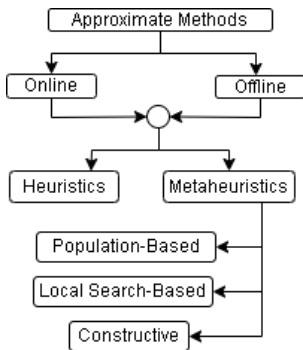 Approximate Methods
Online
Offline
Heuristics
Metaheuristics
Population-Based
Local Search-Based
Constructive